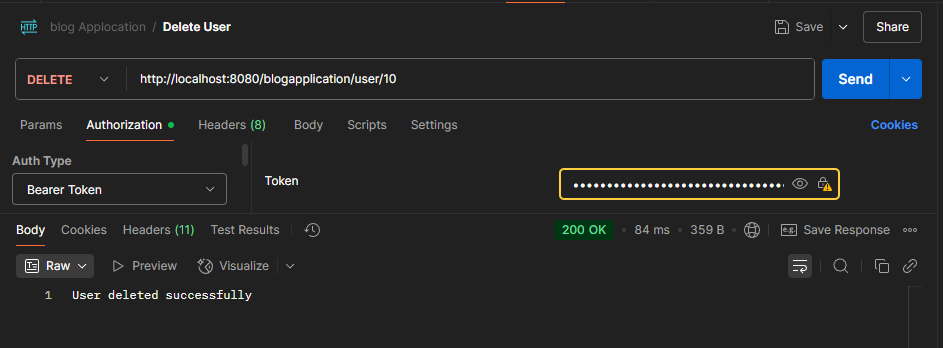 HTTP blog Applocation / Delete User Save Share
DELETE http://localhost:8080/blogapplication/user/10 Send
Params Authorization Headers (8) Body Scripts Settings Cookies
Auth Type
Bearer Token
Token
Body Cookies Headers (11) Test Results 200 OK • 84 ms • 359 B e.g. Save Response
Raw Preview Visualize
1 User deleted successfully